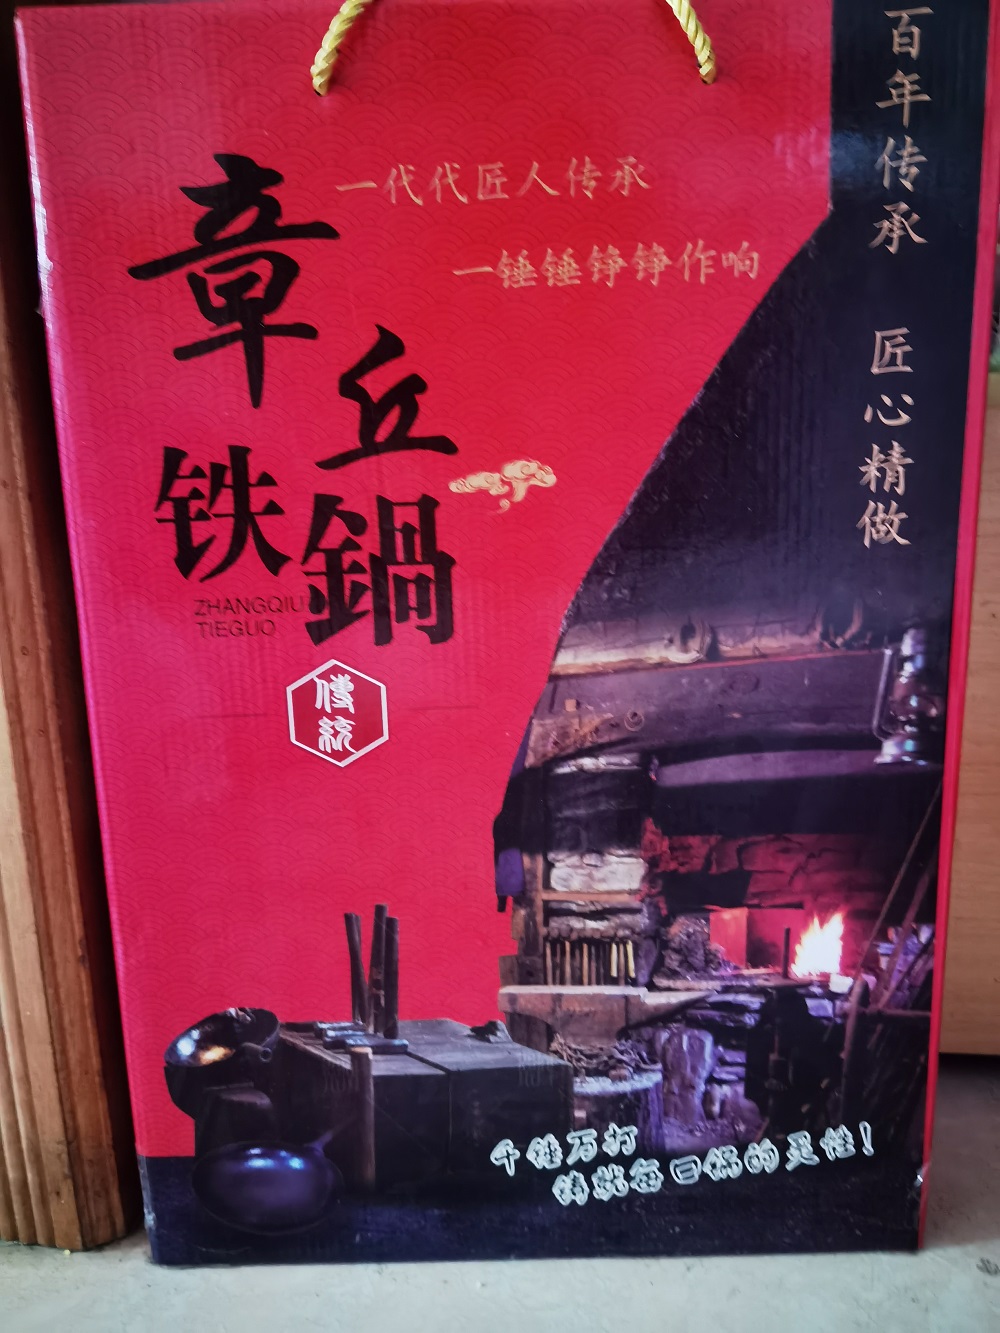 百年传承 匠心精做
一代代匠人传承
一锤锤铮铮作响
章丘
铁鍋
ZHANGQIU
TIEGUO
傳統
千锤万打
铸就每口锅的灵性!